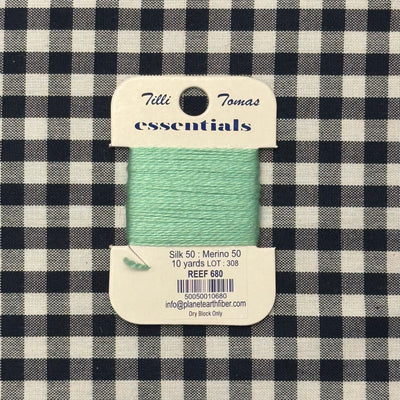 Tilli Tomas
essentials
Silk 50 : Merino 50
10 yards LOT : 308
REEF 680
50050010680
info@planetearthfiber.com
Dry Block Only